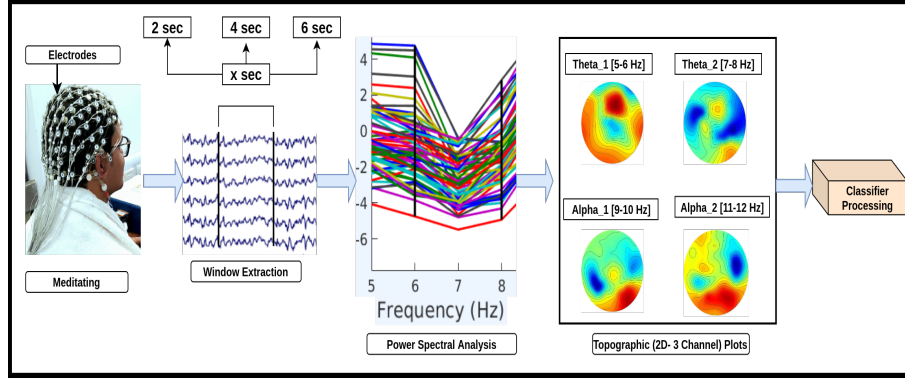 2 sec
4 sec
6 sec
Electrodes
x sec
Meditating
Window Extraction
4
2
0
-2
-4
-6
5 6 7 8
Frequency (Hz)
Power Spectral Analysis
Theta_1 [5-6 Hz]
Theta_2 [7-8 Hz]
Alpha_1 [9-10 Hz]
Alpha_2 [11-12 Hz]
Topographic (2D- 3 Channel) Plots
Classifier
Processing